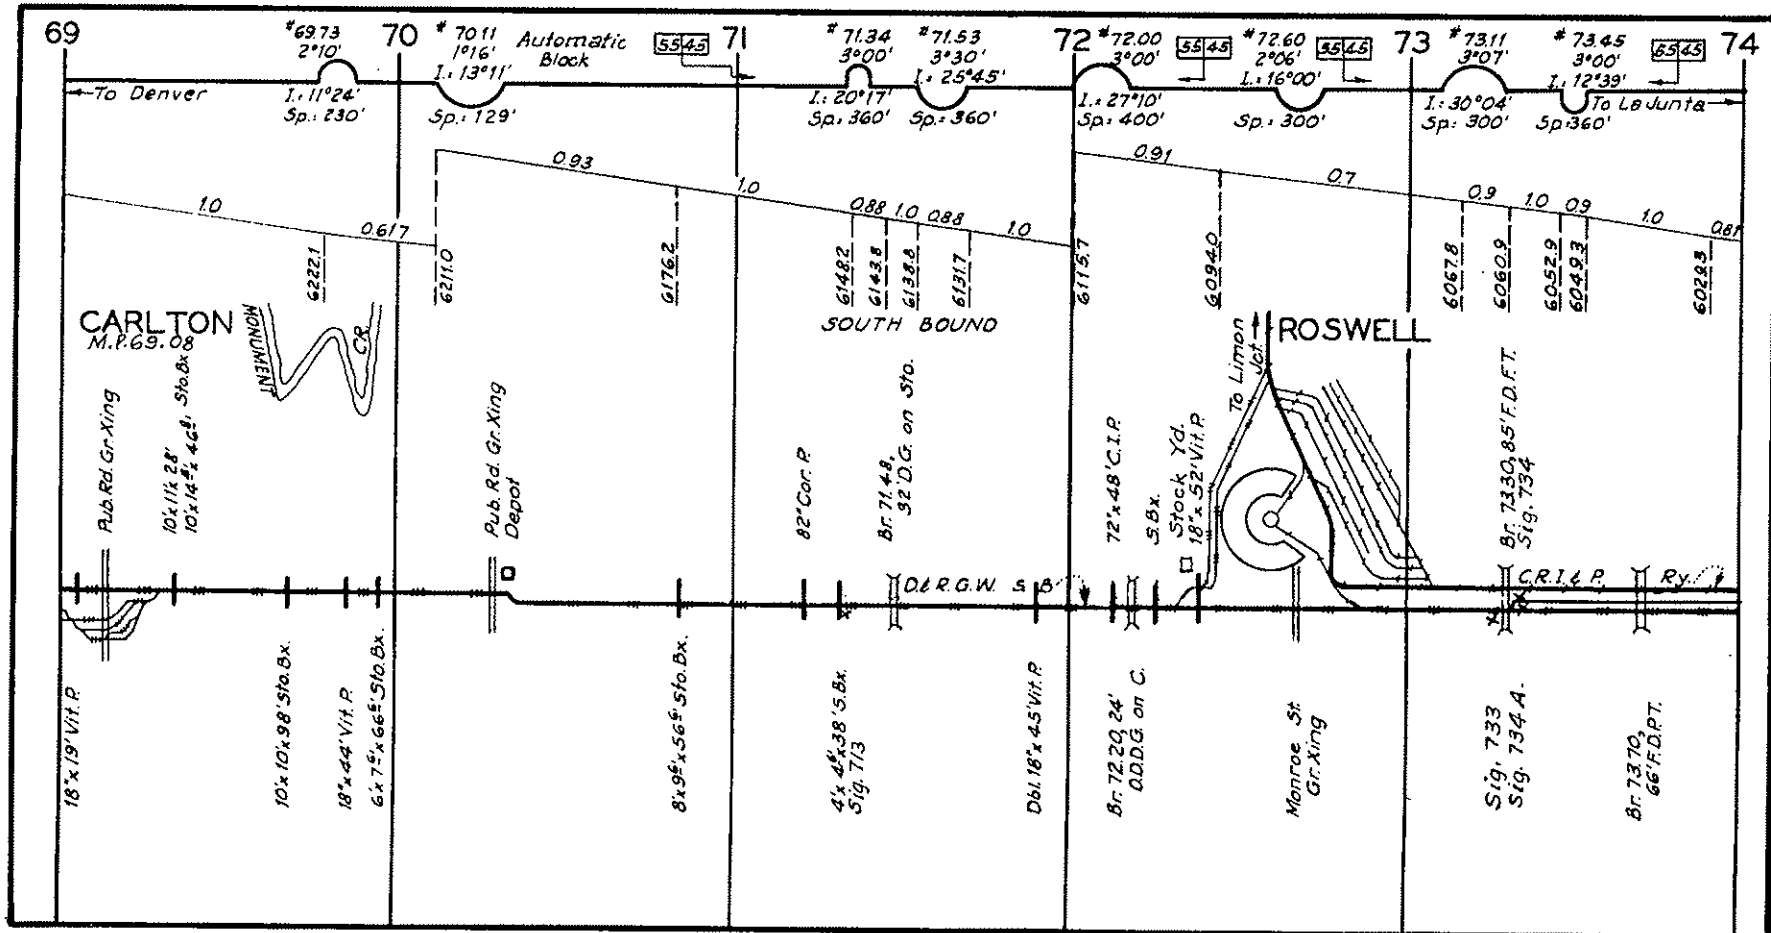 69
#69.73
2°10'
70
# 70.11
1°16'
Automatic
Block
55 45
71
# 71.34
3°00'
#71.53
3°30'
72
#72.00
3°00'
55 45
#72.60
2°06'
55 45
73
#73.11
3°07'
# 73.45
3°00'
55 45
74
To Denver
I.: 11°24'
Sp.: 230'
I.: 13°11'
Sp.: 129'
I.: 20°17'
Sp.: 360'
I.: 25°45'
Sp.: 360'
I.: 27°10'
Sp.: 400'
I.: 16°00'
Sp.: 300'
I.: 30°04'
Sp.: 300'
I.: 12°39'
Sp: 360'
To La Junta
1.0
0.617
0.93
1.0
0.88
1.0
0.88
1.0
0.91
0.7
0.9
1.0
0.9
1.0
0.81
6222.1
6211.0
6176.2
6148.2
6143.8
6138.8
6131.7
6115.7
6094.0
6067.8
6060.9
6052.9
6049.3
6029.3
CARLTON
M.P. 69.08
MONUMENT
CR.
SOUTH BOUND
To Limon
Jct.
ROSWELL
Pub. Rd. Gr. Xing
10'x 11'x 28'
10'x 14'⁸x 46'⁸ Sto. Bx
Pub. Rd. Gr. Xing
Depot
82" Cor. P.
Br. 71.48,
32' D.G. on Sto.
72"x 48' C.I.P.
S. Bx.
Stock Yd.
18"x 52' Vit. P.
Br. 73.30, 85' F.D.F.T.
Sig. 734
D.& R.G.W. S B
C.R.I. & P. Ry.
18"x 19' Vit. P.
10'x 10'x 98' Sto. Bx.
18"x 44' Vit. P.
6'x 7'⁶x 66'⁶ Sto. Bx.
8'x 9'⁶x 56'⁶ Sto. Bx.
4'x 4'⁶x 38' S. Bx.
Sig. 713
Dbl. 18"x 45' Vit. P.
Br. 72.20, 24'
O.D.D.G. on C.
Monroe St.
Gr. Xing
Sig. 733
Sig. 734 A.
Br. 73.70,
66' F.D.P.T.